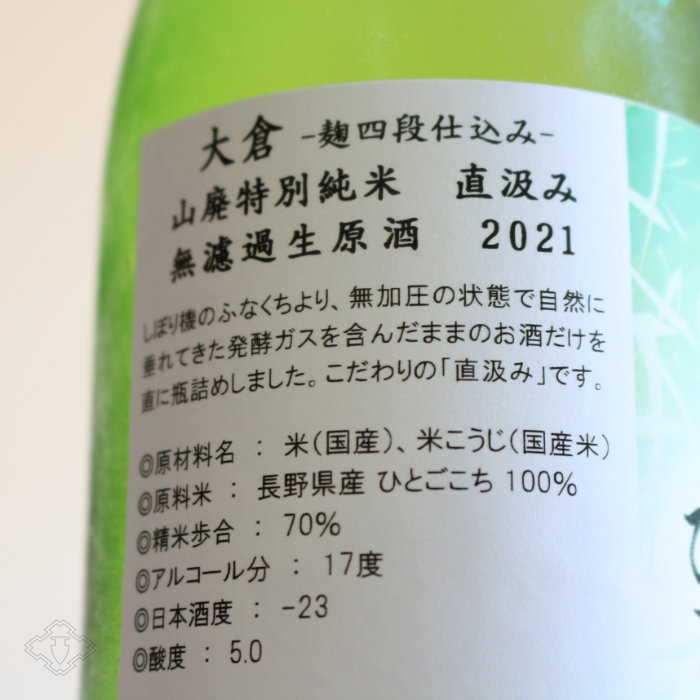 大倉 -麹四段仕込み-
山廃特別純米 直汲み
無濾過生原酒 2021
しぼり機のふなくちより、無加圧の状態で自然に
垂れてきた発酵ガスを含んだままのお酒だけを
直に瓶詰めしました。こだわりの「直汲み」です。
◎原材料名 : 米(国産)、米こうじ(国産米)
◎原料米 : 長野県産 ひとごこち 100%
◎精米歩合 : 70%
◎アルコール分 : 17度
◎日本酒度 : -23
◎酸度 : 5.0